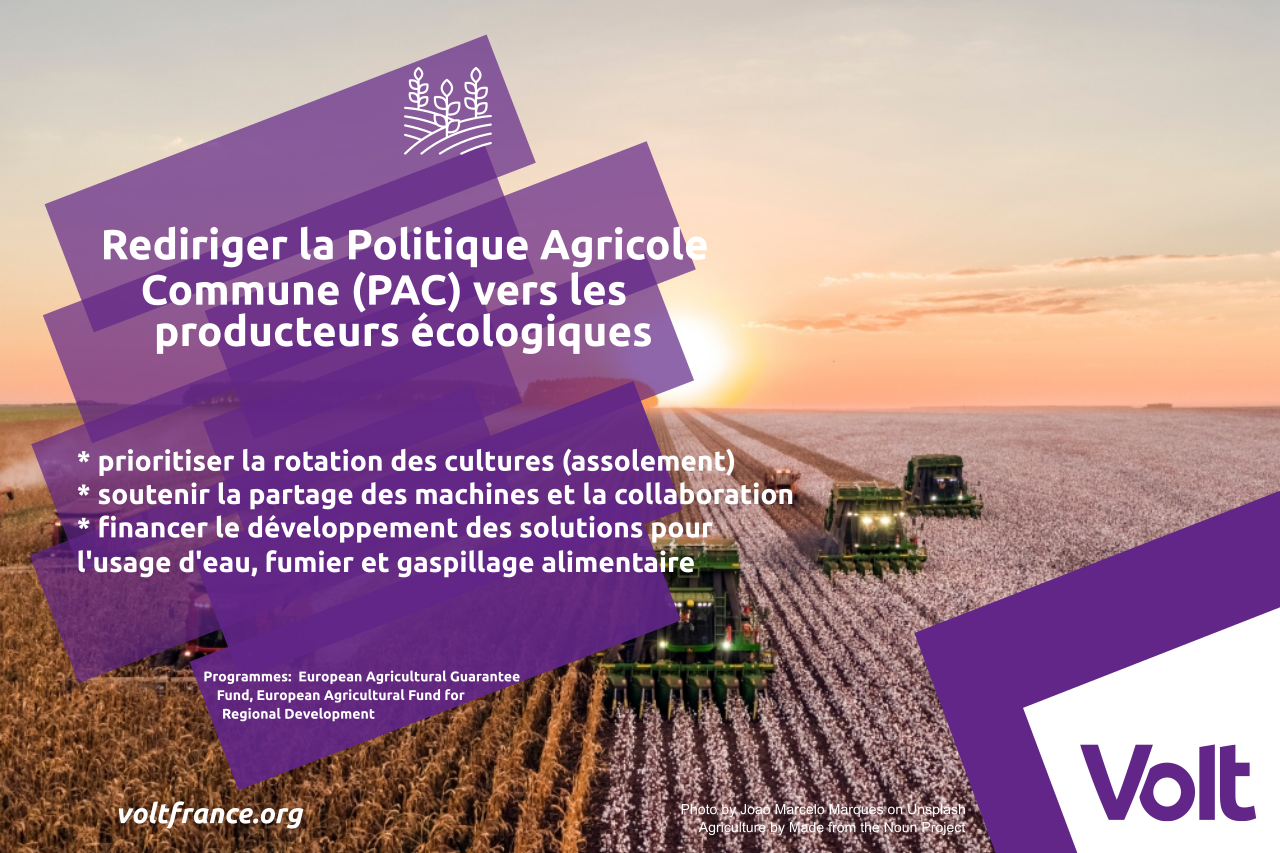 Rediriger la Politique Agricole
Commune (PAC) vers les
producteurs écologiques
* prioritiser la rotation des cultures (assolement)
* soutenir la partage des machines et la collaboration
* financer le développement des solutions pour
l'usage d'eau, fumier et gaspillage alimentaire
Programmes: European Agricultural Guarantee
Fund, European Agricultural Fund for
Regional Development
voltfrance.org
Photo by Joao Marcelo Marques on Unsplash
Agriculture by Made from the Noun Project
Volt